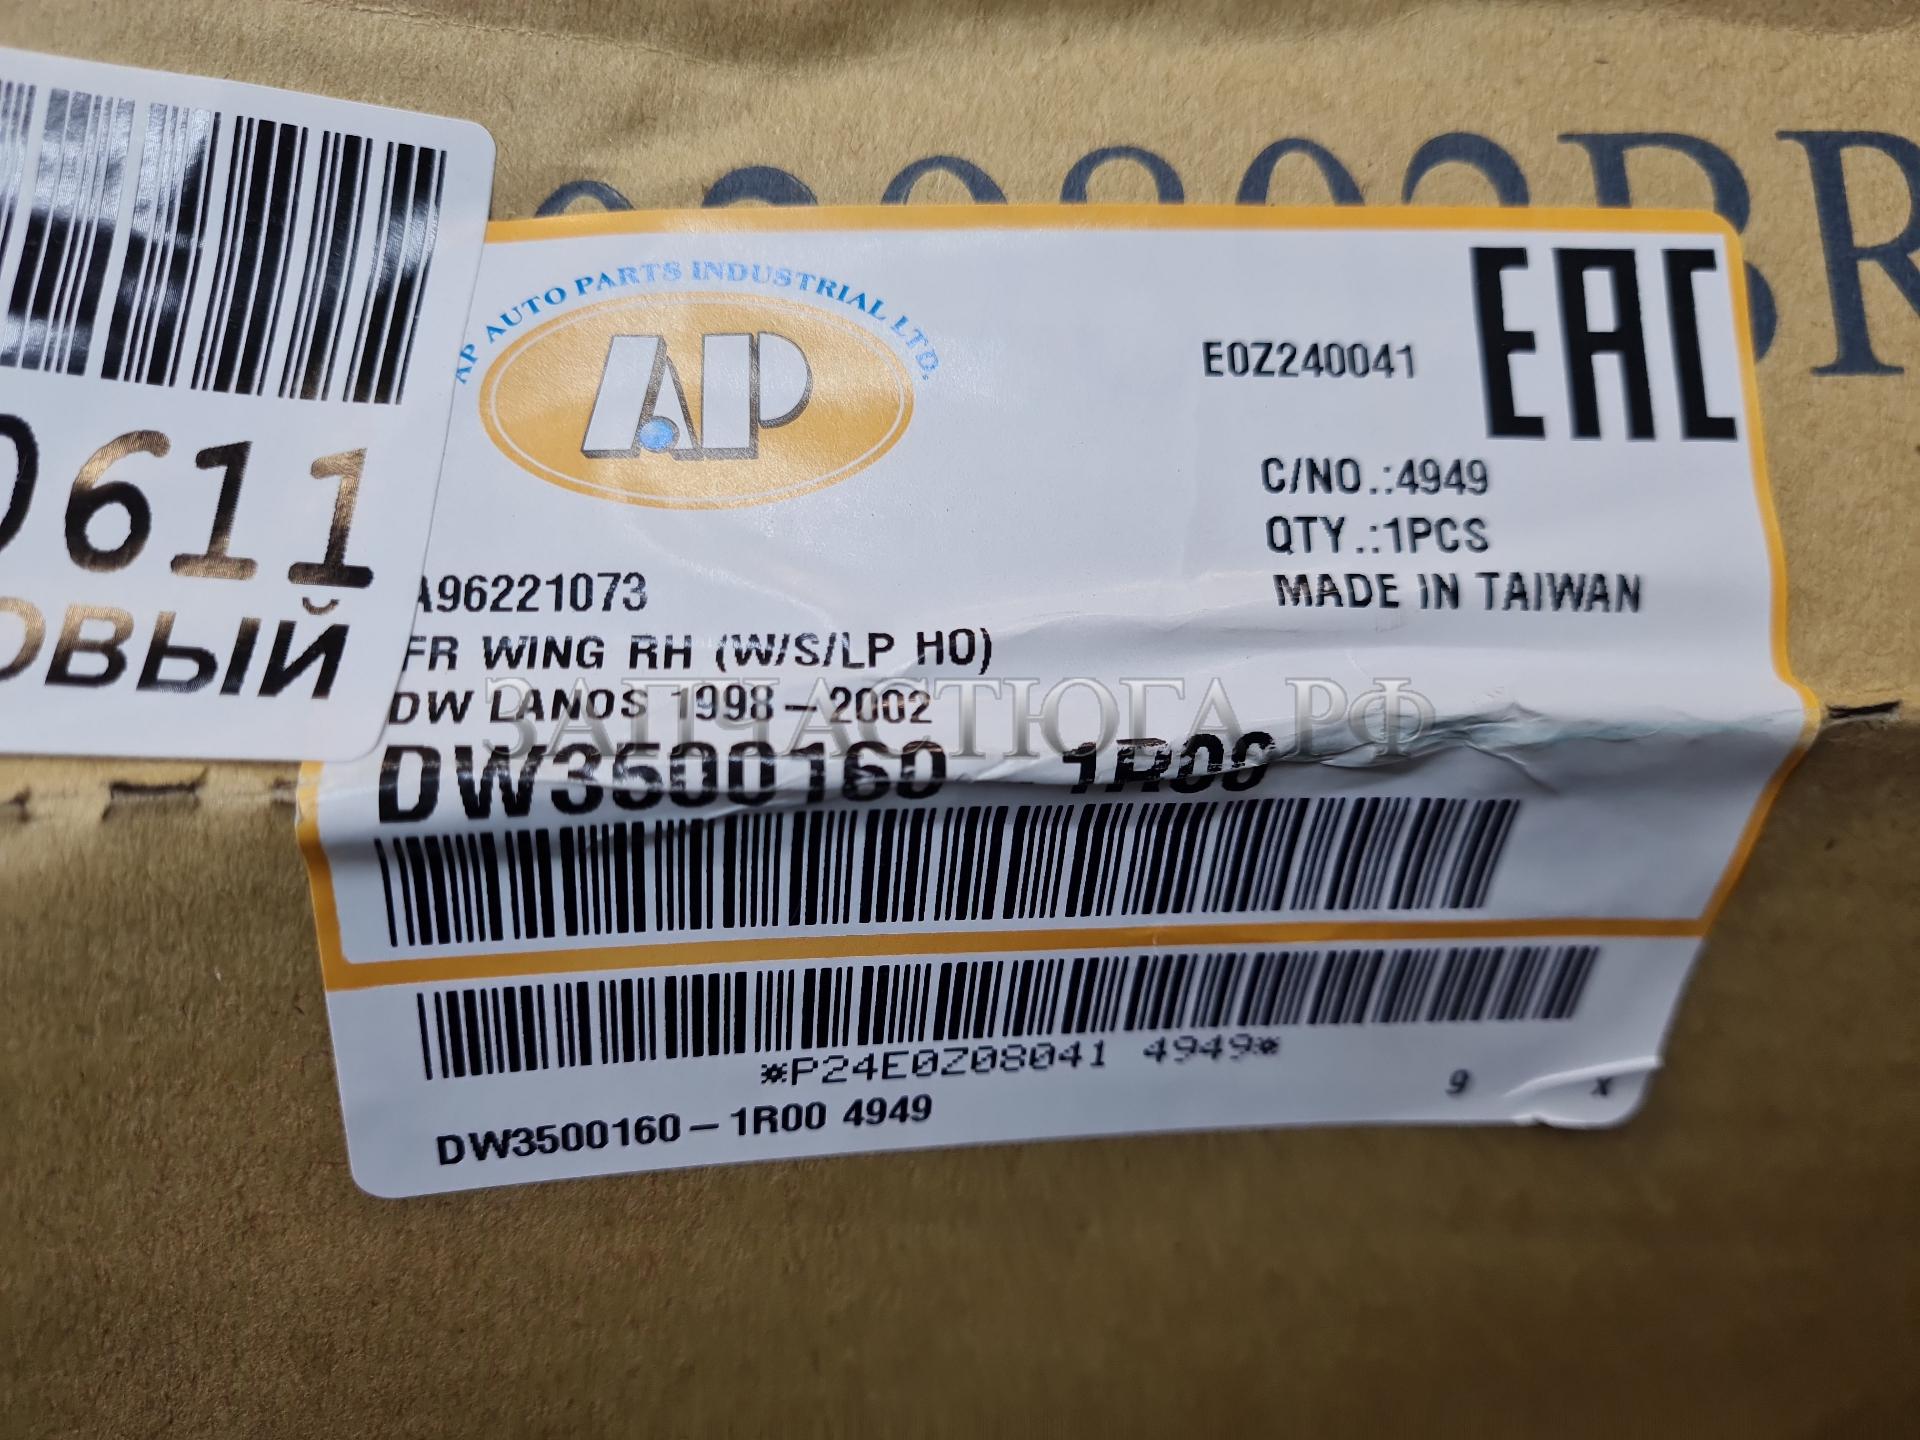 AP AUTO PARTS INDUSTRIAL LTD.
AP
E0Z240041
EAC
C/NO.:4949
QTY.:1PCS
MADE IN TAIWAN
0611
ОВЫЙ
A96221073
FR WING RH (W/S/LP HO)
DW LANOS 1998-2002
ЗАПЧАСТЮГА.РФ
DW3500160-1R00
*P24E0Z08041 4949*
9 x
DW3500160-1R00 4949